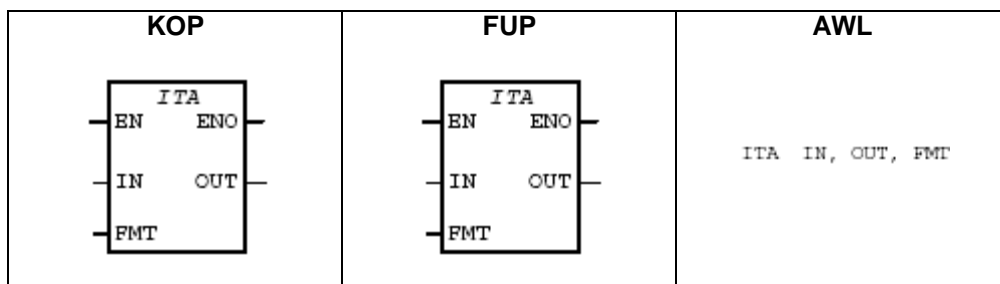 KOP FUP AWL
ITA
EN ENO
IN OUT
FMT
ITA
EN ENO
IN OUT
FMT
ITA IN, OUT, FMT